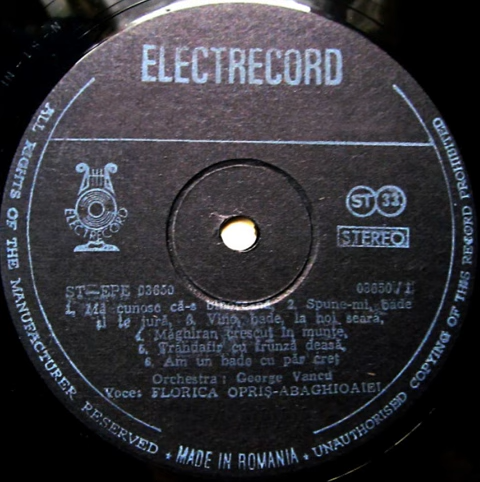 ELECTRECORD
ELECTRECORD
ST 33
STEREO
ST-EPE 03650 03650/1
1. Mă cunosc că-s 2. Spune-mi, bade
și te jură, 3. Vino, bade, la noi seara,
4. Măghiran crescut în munte,
5. Trandafir cu frunză deasă,
6. Am un bade cu păr creț
Orchestra: George Vancu
Voce: FLORICA OPRIȘ-ABAGHIOAIEI
ALL RIGHTS OF THE MANUFACTURER RESERVED * MADE IN ROMANIA * UNAUTHORISED COPYING OF THIS RECORD PROHIBITED